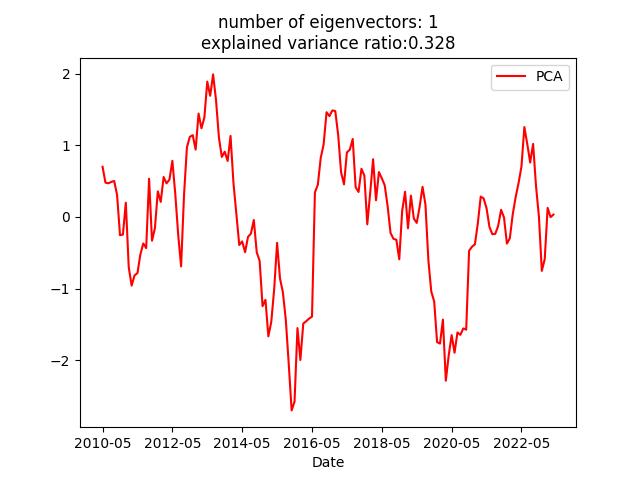 number of eigenvectors: 1
explained variance ratio:0.328
PCA
2
1
0
−1
−2
2010-05 2012-05 2014-05 2016-05 2018-05 2020-05 2022-05
Date